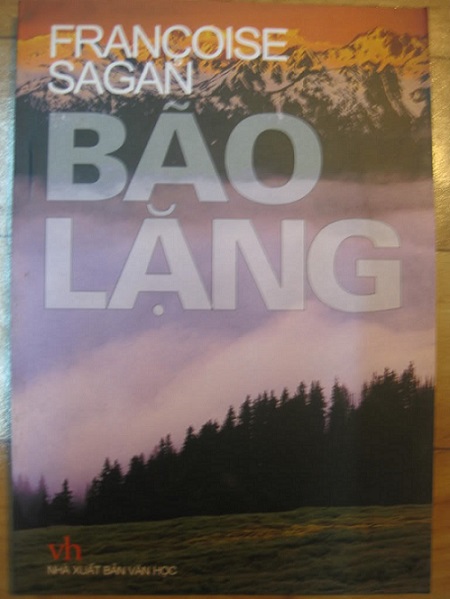 FRANÇOISE
SAGAN
BÃO
LẶNG
vh
NHÀ XUẤT BẢN VĂN HỌC